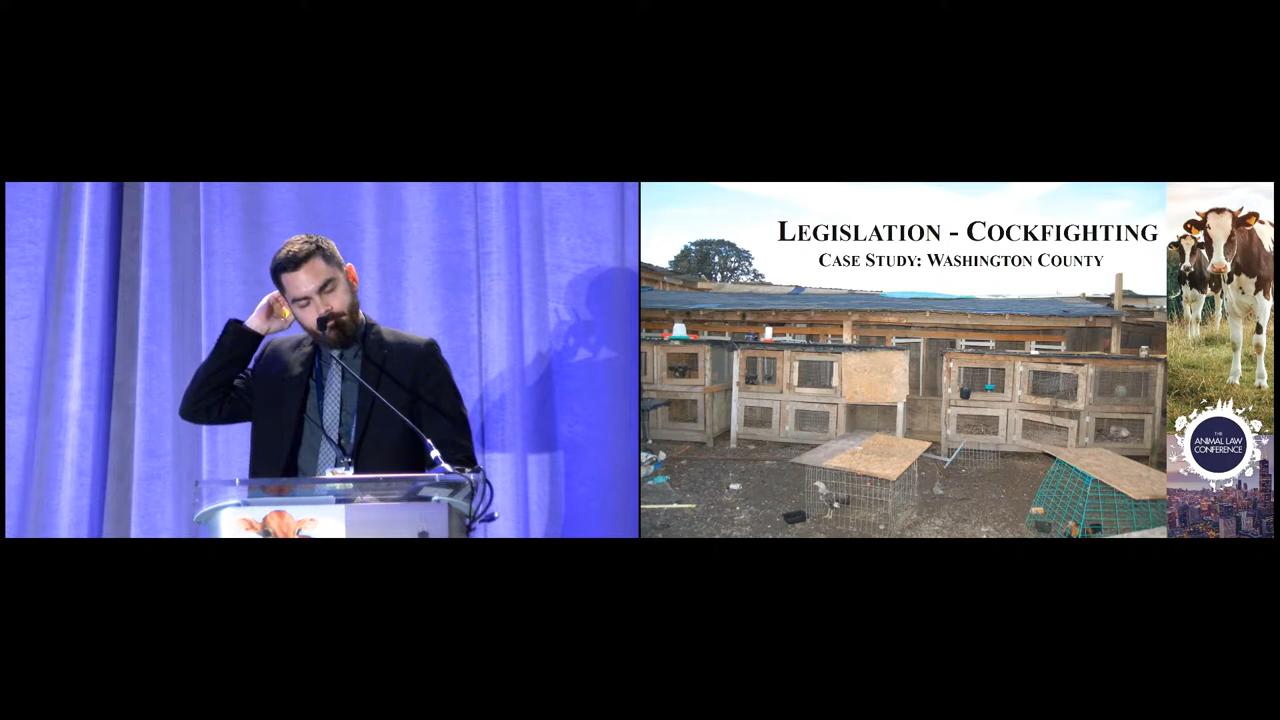 LEGISLATION - COCKFIGHTING
CASE STUDY: WASHINGTON COUNTY
THE
ANIMAL LAW
CONFERENCE